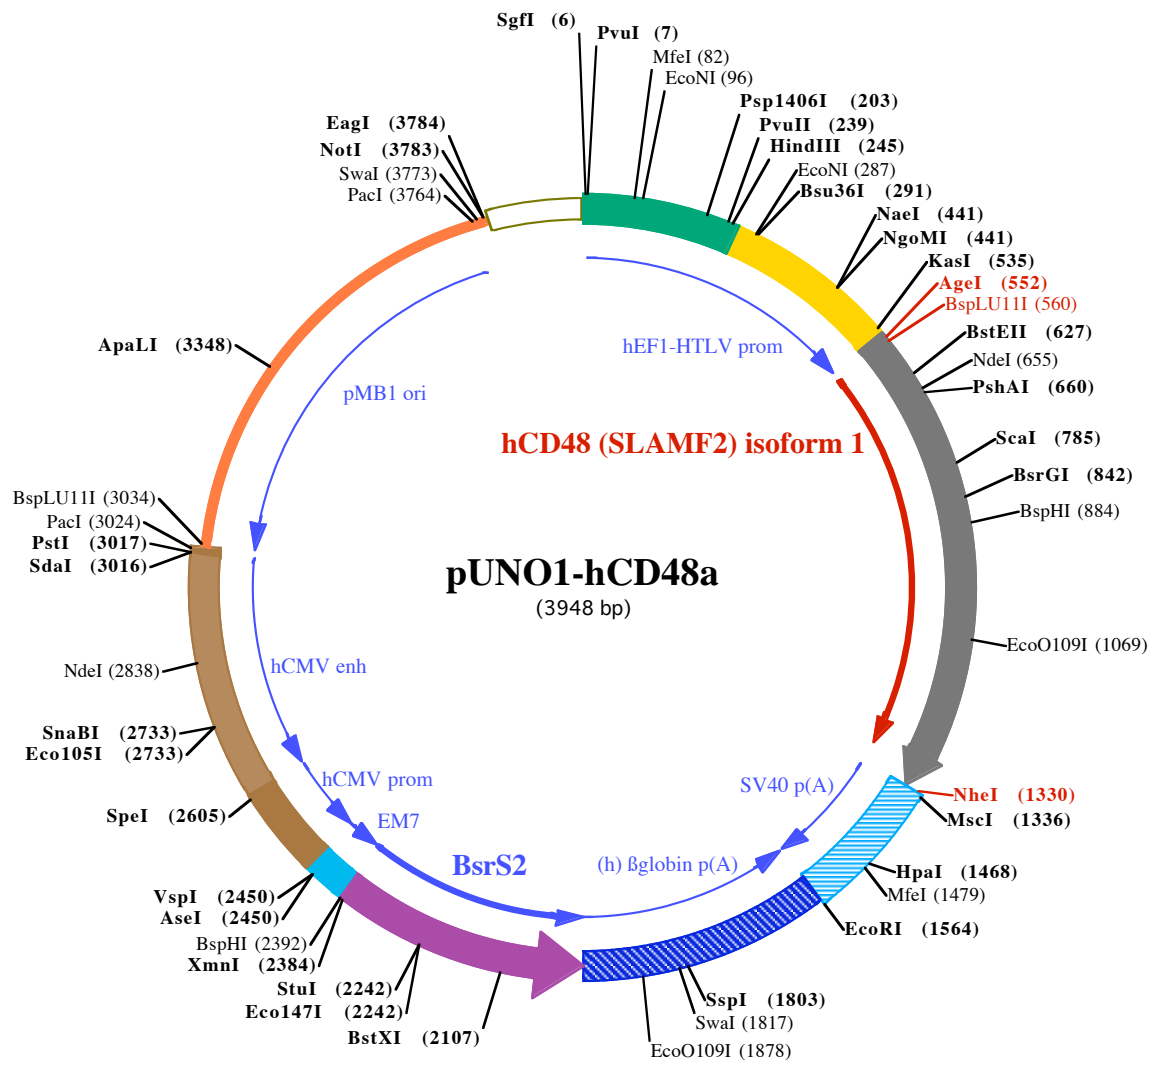 SgfI (6)
PvuI (7)
MfeI (82)
EcoNI (96)
Psp1406I (203)
PvuII (239)
HindIII (245)
EcoNI (287)
Bsu36I (291)
NaeI (441)
NgoMI (441)
KasI (535)
AgeI (552)
BspLU11I (560)
BstEII (627)
NdeI (655)
PshAI (660)
ScaI (785)
BsrGI (842)
BspHI (884)
EcoO109I (1069)
NheI (1330)
MscI (1336)
HpaI (1468)
MfeI (1479)
EcoRI (1564)
SspI (1803)
SwaI (1817)
EcoO109I (1878)
BstXI (2107)
Eco147I (2242)
StuI (2242)
XmnI (2384)
BspHI (2392)
AseI (2450)
VspI (2450)
SpeI (2605)
Eco105I (2733)
SnaBI (2733)
NdeI (2838)
SdaI (3016)
PstI (3017)
PacI (3024)
BspLU11I (3034)
ApaLI (3348)
PacI (3764)
SwaI (3773)
NotI (3783)
EagI (3784)
hEF1-HTLV prom
pMB1 ori
hCD48 (SLAMF2) isoform 1
pUNO1-hCD48a
(3948 bp)
hCMV enh
hCMV prom
EM7
BsrS2
(h) ßglobin p(A)
SV40 p(A)